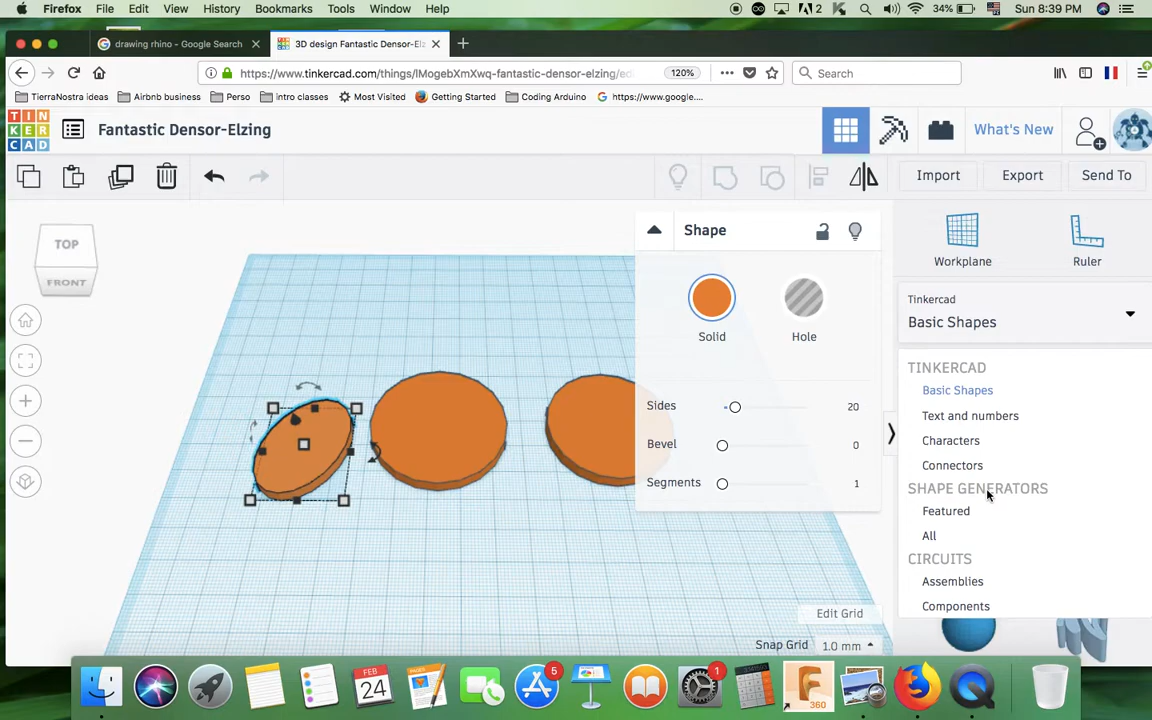 Firefox File Edit View History Bookmarks Tools Window Help 2 34% Sun 8:39 PM
drawing rhino - Google Search 3D design Fantastic Densor-Elz
https://www.tinkercad.com/things/lMogebXmXwq-fantastic-densor-elzing/ed 120% Search
TierraNostra ideas Airbnb business Perso Intro classes Most Visited Getting Started Coding Arduino https://www.google....
TIN
KER
CAD
Fantastic Densor-Elzing
What's New
Import Export Send To
TOP
FRONT
Shape
Solid Hole
Sides 20
Bevel 0
Segments 1
Workplane Ruler
Tinkercad
Basic Shapes
TINKERCAD
Basic Shapes
Text and numbers
Characters
Connectors
SHAPE GENERATORS
Featured
All
CIRCUITS
Assemblies
Components
Edit Grid
Snap Grid 1.0 mm
FEB
24
5
1
360